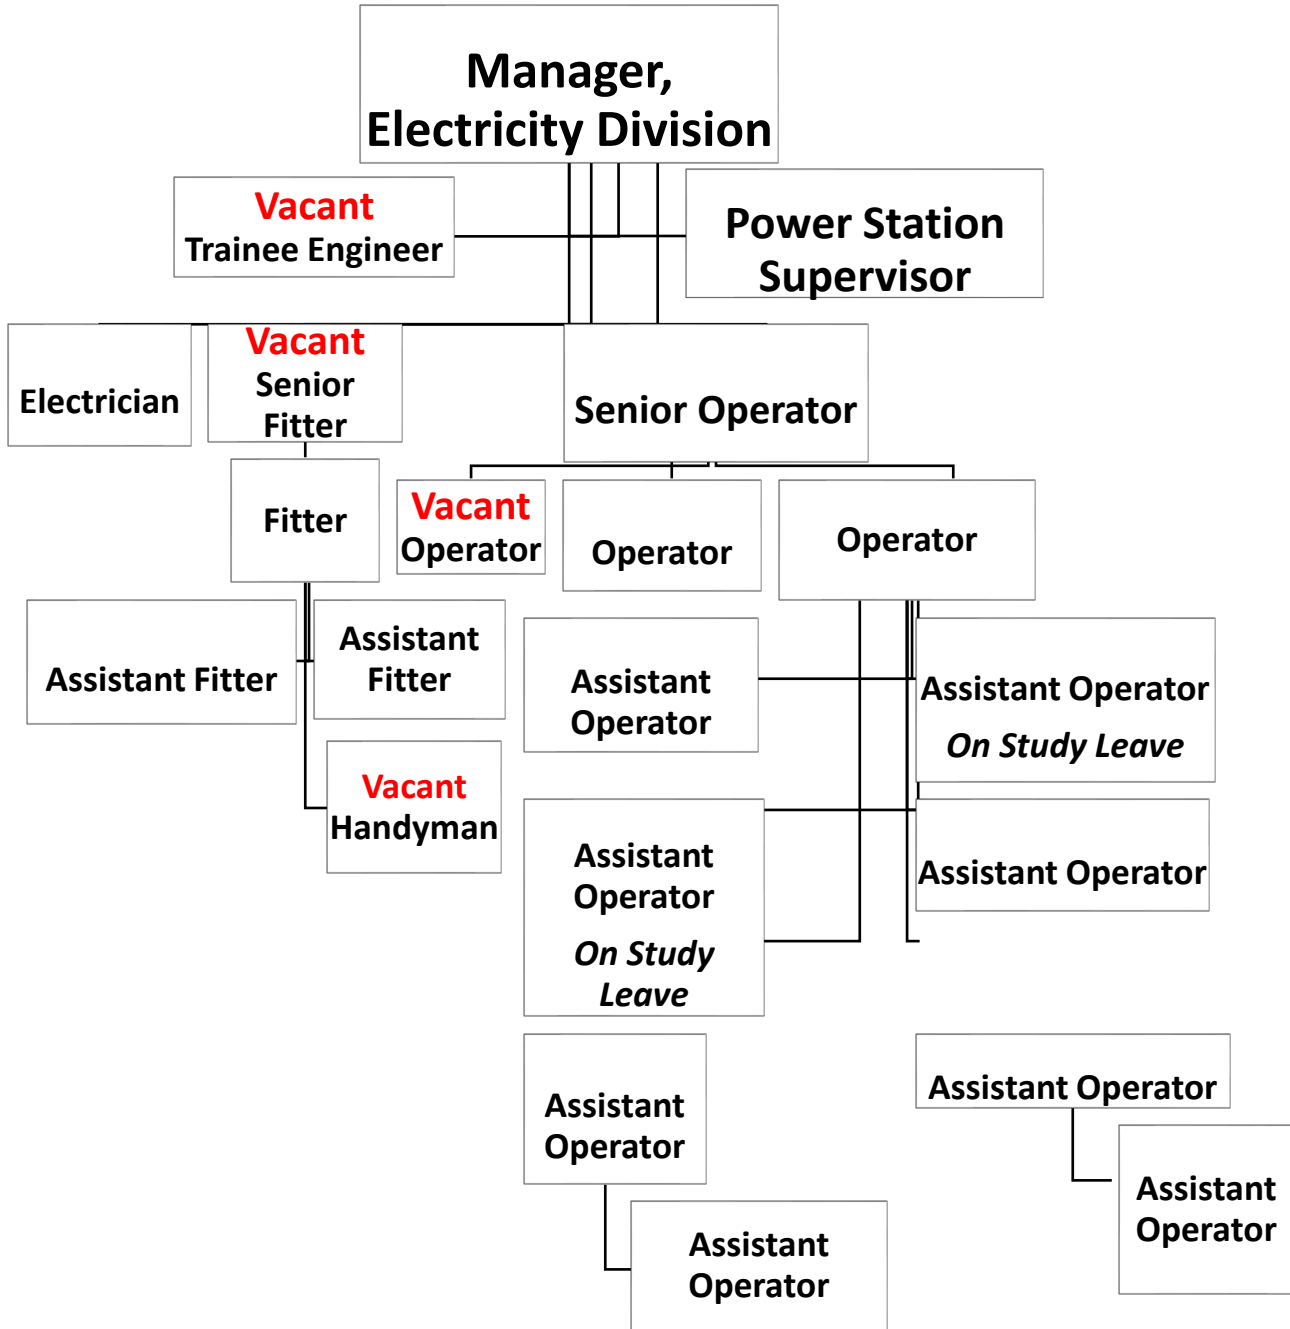 Manager,
Electricity Division
Vacant
Trainee Engineer
Power Station
Supervisor
Electrician
Vacant
Senior
Fitter
Senior Operator
Fitter
Vacant
Operator
Operator
Operator
Assistant Fitter
Assistant
Fitter
Assistant
Operator
Assistant Operator
On Study Leave
Vacant
Handyman
Assistant
Operator
On Study
Leave
Assistant Operator
Assistant
Operator
Assistant Operator
Assistant
Operator
Assistant
Operator